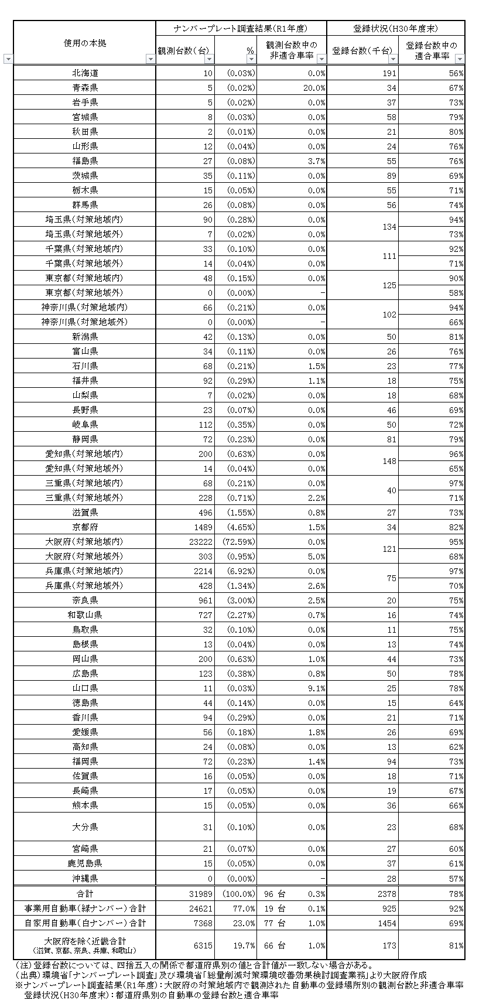 使用の本拠 ナンバープレート調査結果(R1年度) 登録状況(H30年度末)
観測台数(台) % 観測台数中の非適合車率 登録台数(千台) 登録台数中の適合車率
北海道 10 (0.03%) 0.0% 191 56%
青森県 5 (0.02%) 20.0% 34 67%
岩手県 5 (0.02%) 0.0% 37 73%
宮城県 8 (0.03%) 0.0% 58 79%
秋田県 2 (0.01%) 0.0% 21 80%
山形県 12 (0.04%) 0.0% 24 76%
福島県 27 (0.08%) 3.7% 55 76%
茨城県 35 (0.11%) 0.0% 89 69%
栃木県 15 (0.05%) 0.0% 55 71%
群馬県 26 (0.08%) 0.0% 56 74%
埼玉県(対策地域内) 90 (0.28%) 0.0% 134 94%
埼玉県(対策地域外) 7 (0.02%) 0.0% 73%
千葉県(対策地域内) 33 (0.10%) 0.0% 111 92%
千葉県(対策地域外) 14 (0.04%) 0.0% 71%
東京都(対策地域内) 48 (0.15%) 0.0% 125 90%
東京都(対策地域外) 0 (0.00%) - 58%
神奈川県(対策地域内) 66 (0.21%) 0.0% 102 94%
神奈川県(対策地域外) 0 (0.00%) - 66%
新潟県 42 (0.13%) 0.0% 50 81%
富山県 34 (0.11%) 0.0% 26 76%
石川県 68 (0.21%) 1.5% 23 77%
福井県 92 (0.29%) 1.1% 18 75%
山梨県 7 (0.02%) 0.0% 18 68%
長野県 23 (0.07%) 0.0% 46 69%
岐阜県 112 (0.35%) 0.0% 50 72%
静岡県 72 (0.23%) 0.0% 81 79%
愛知県(対策地域内) 200 (0.63%) 0.0% 148 96%
愛知県(対策地域外) 14 (0.04%) 0.0% 65%
三重県(対策地域内) 68 (0.21%) 0.0% 40 97%
三重県(対策地域外) 228 (0.71%) 2.2% 71%
滋賀県 496 (1.55%) 0.8% 27 73%
京都府 1489 (4.65%) 1.5% 34 82%
大阪府(対策地域内) 23222 (72.59%) 0.0% 121 95%
大阪府(対策地域外) 303 (0.95%) 5.0% 68%
兵庫県(対策地域内) 2214 (6.92%) 0.0% 75 97%
兵庫県(対策地域外) 428 (1.34%) 2.6% 70%
奈良県 961 (3.00%) 2.5% 20 75%
和歌山県 727 (2.27%) 0.7% 16 74%
鳥取県 32 (0.10%) 0.0% 11 75%
島根県 13 (0.04%) 0.0% 13 74%
岡山県 200 (0.63%) 1.0% 44 73%
広島県 123 (0.38%) 0.8% 50 78%
山口県 11 (0.03%) 9.1% 25 78%
徳島県 44 (0.14%) 0.0% 15 64%
香川県 94 (0.29%) 0.0% 21 71%
愛媛県 56 (0.18%) 1.8% 26 69%
高知県 24 (0.08%) 0.0% 13 62%
福岡県 72 (0.23%) 1.4% 94 73%
佐賀県 16 (0.05%) 0.0% 18 71%
長崎県 17 (0.05%) 0.0% 19 67%
熊本県 15 (0.05%) 0.0% 36 66%
大分県 31 (0.10%) 0.0% 23 68%
宮崎県 21 (0.07%) 0.0% 27 60%
鹿児島県 15 (0.05%) 0.0% 37 61%
沖縄県 0 (0.00%) - 28 57%
合計 31989 (100.0%) 96 台 0.3% 2378 78%
事業用自動車(緑ナンバー)合計 24621 77.0% 19 台 0.1% 925 92%
自家用自動車(白ナンバー)合計 7368 23.0% 77 台 1.0% 1454 69%
大阪府を除く近畿合計
(滋賀、京都、奈良、兵庫、和歌山) 6315 19.7% 66 台 1.0% 173 81%
(注)登録台数については、四捨五入の関係で都道府県別の値と合計値が一致しない場合がある。
(出典)環境省「ナンバープレート調査」及び環境省「総量削減対策環境改善効果検討調査業務」より大阪府作成
※ナンバープレート調査結果(R1年度):大阪府の対策地域内で観測された自動車の登録場所別の観測台数と非適合車率
登録状況(H30年度末):都道府県別の自動車の登録台数と適合車率